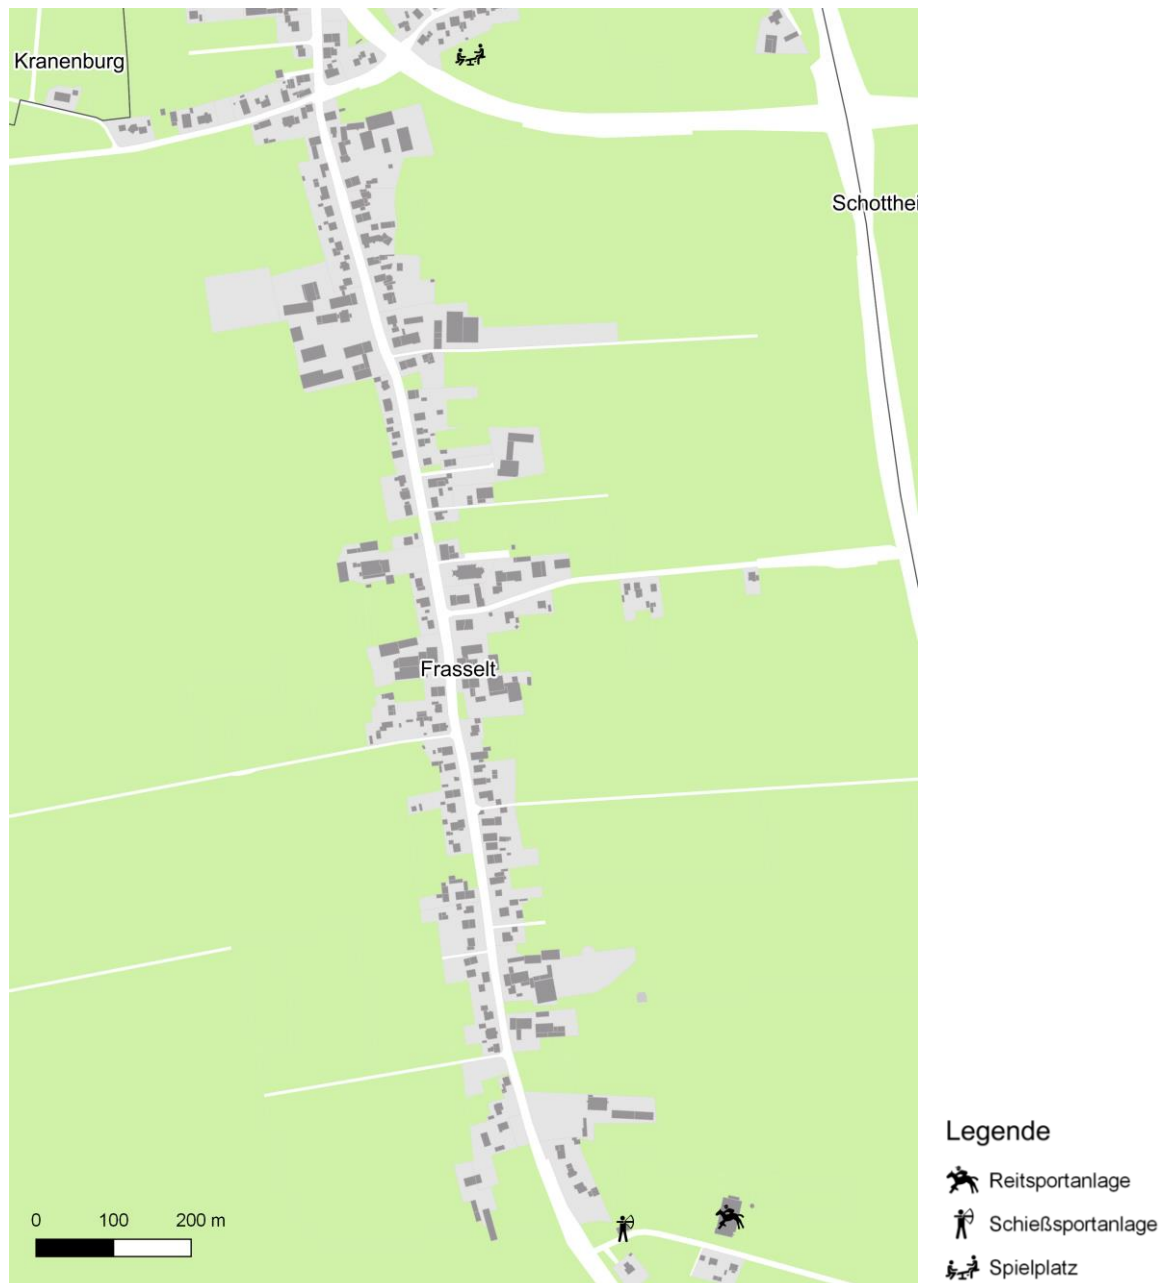 Kranenburg
Schotthei
Frasselt
0 100 200 m
Legende
Reitsportanlage
Schießsportanlage
Spielplatz